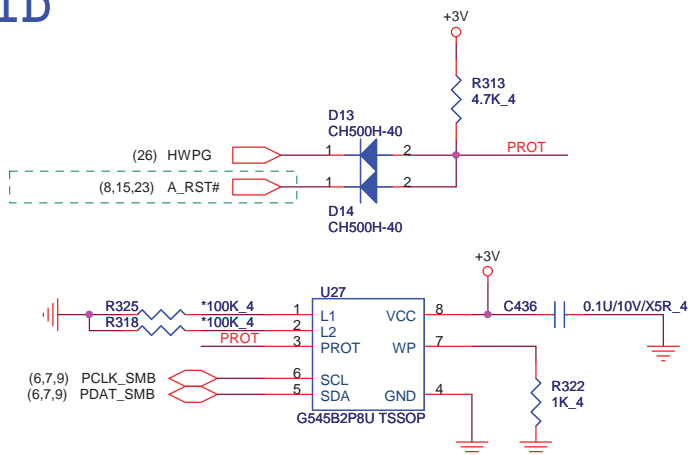 ID
+3V
R313
4.7K_4
D13
CH500H-40
(26) HWPG 1 2 PROT
(8,15,23) A_RST# 1 2
D14
CH500H-40
+3V
U27
R325 *100K_4 1 L1 VCC 8 C436 0.1U/10V/X5R_4
R318 *100K_4 2 L2
PROT 3 PROT WP 7
(6,7,9) PCLK_SMB 6 SCL
(6,7,9) PDAT_SMB 5 SDA GND 4
R322
1K_4
G545B2P8U TSSOP